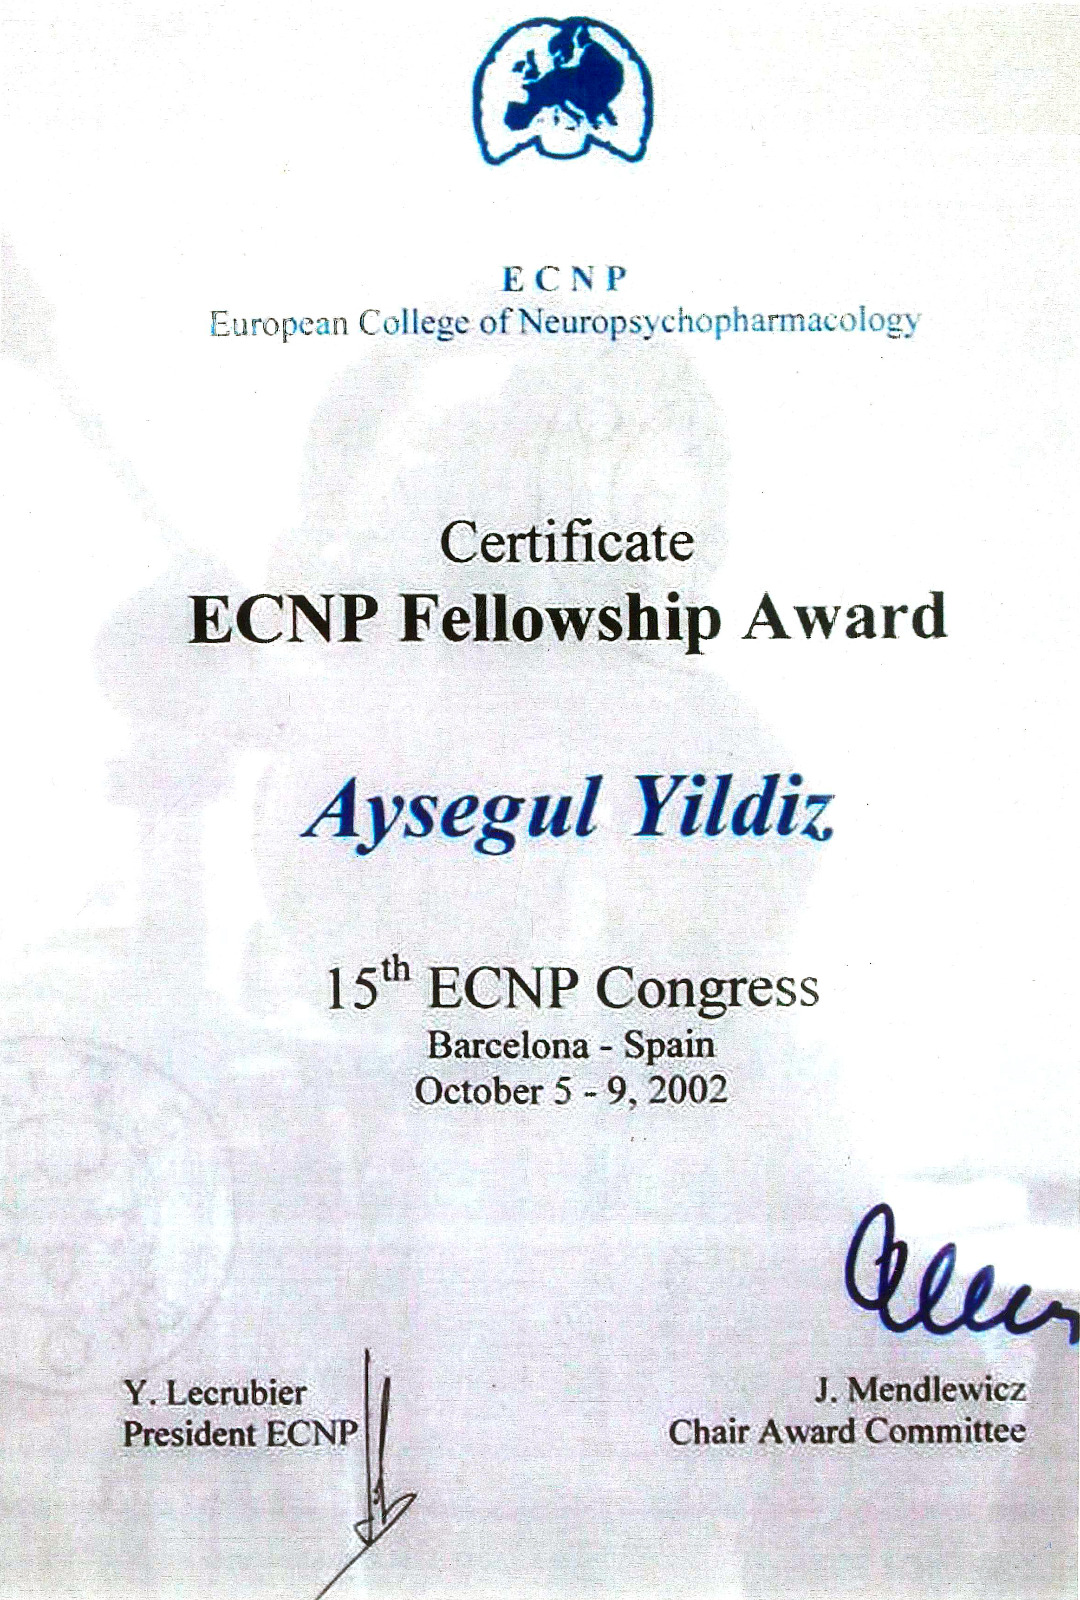 E C N P
European College of Neuropsychopharmacology
Certificate
ECNP Fellowship Award
Aysegul Yildiz
15th ECNP Congress
Barcelona - Spain
October 5 - 9, 2002
Y. Lecrubier
President ECNP
J. Mendlewicz
Chair Award Committee